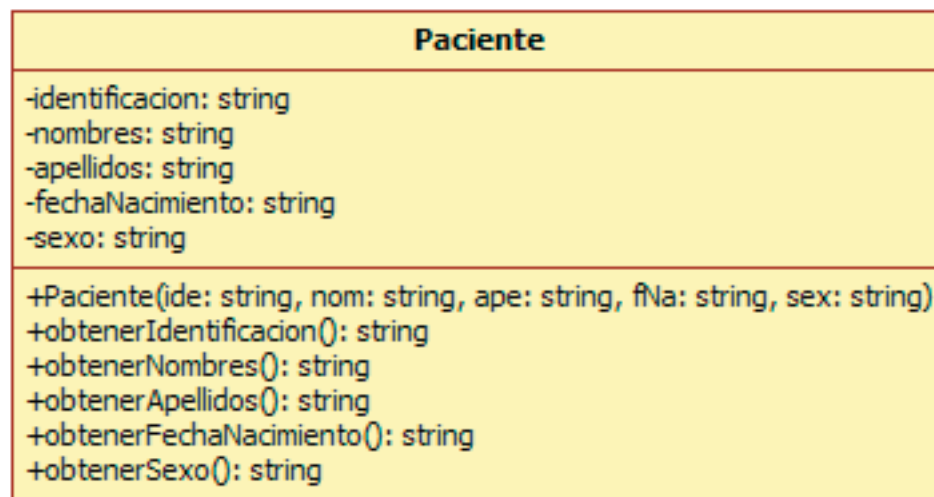 Paciente
-identificacion: string
-nombres: string
-apellidos: string
-fechaNacimiento: string
-sexo: string
+Paciente(ide: string, nom: string, ape: string, fNa: string, sex: string)
+obtenerIdentificacion(): string
+obtenerNombres(): string
+obtenerApellidos(): string
+obtenerFechaNacimiento(): string
+obtenerSexo(): string